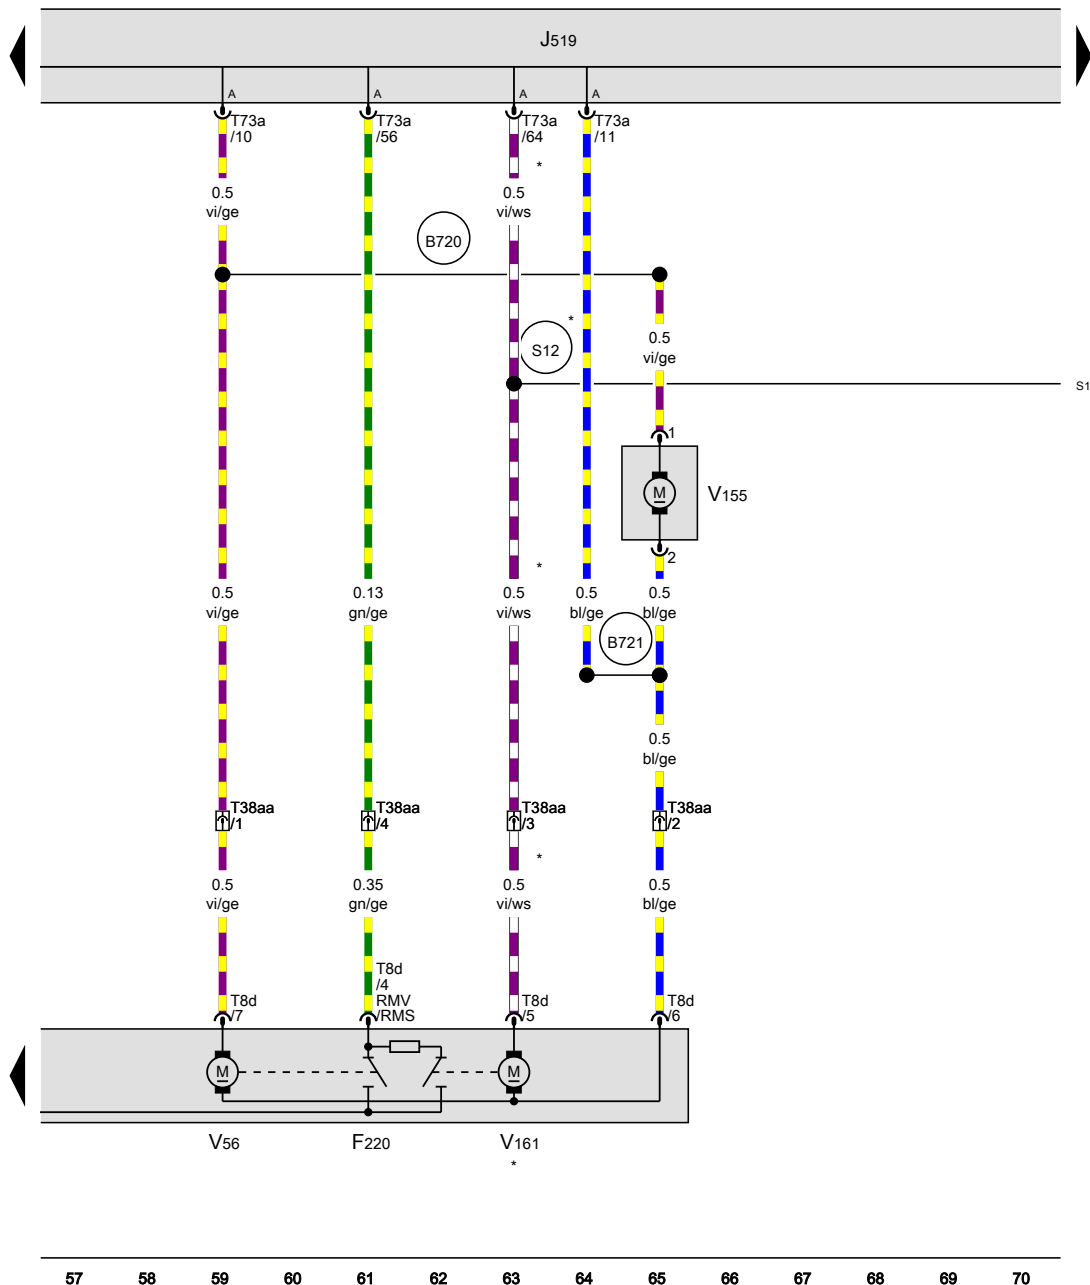 J519
A A A A
T73a T73a T73a T73a
/10 /56 /64 /11
*
0.5 0.5
vi/ge vi/ws
B720
*
S12 0.5
vi/ge
S1
1
M V155
2
*
0.5 0.13 0.5 0.5 0.5
vi/ge gn/ge vi/ws bl/ge bl/ge
B721
0.5
bl/ge
T38aa T38aa T38aa T38aa
/1 /4 /3 /2
*
0.5 0.35 0.5 0.5
vi/ge gn/ge vi/ws bl/ge
T8d
/4
T8d RMV T8d T8d
/7 /RMS /5 /6
M M
V56 F220 V161
*
57 58 59 60 61 62 63 64 65 66 67 68 69 70